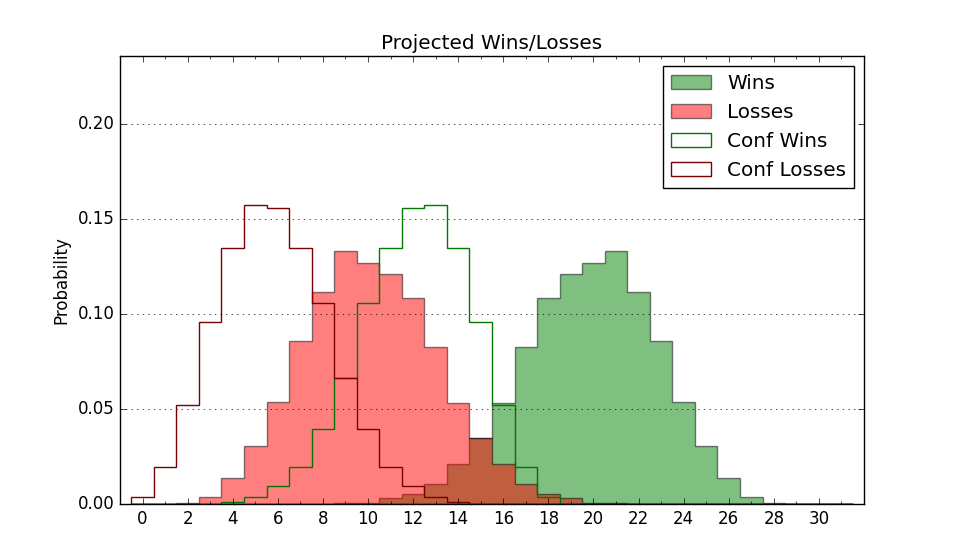 Projected Wins/Losses
Wins
Losses
Conf Wins
Conf Losses
Probability
0.20
0.15
0.10
0.05
0.00
0 2 4 6 8 10 12 14 16 18 20 22 24 26 28 30